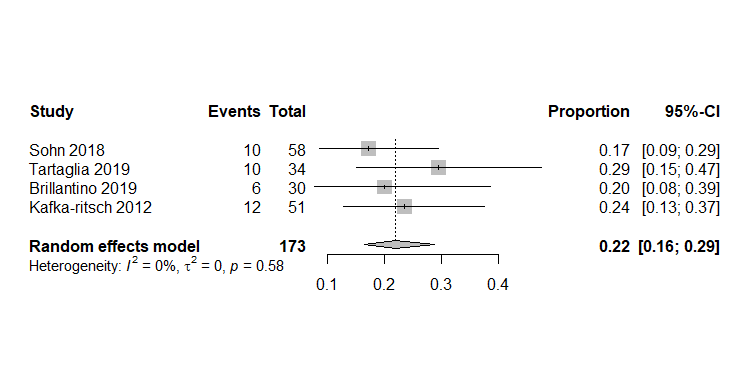 Study Events Total Proportion 95%-CI
Sohn 2018 10 58 0.17 [0.09; 0.29]
Tartaglia 2019 10 34 0.29 [0.15; 0.47]
Brillantino 2019 6 30 0.20 [0.08; 0.39]
Kafka-ritsch 2012 12 51 0.24 [0.13; 0.37]
Random effects model 173 0.22 [0.16; 0.29]
Heterogeneity: I² = 0%, τ² = 0, p = 0.58
0.1 0.2 0.3 0.4